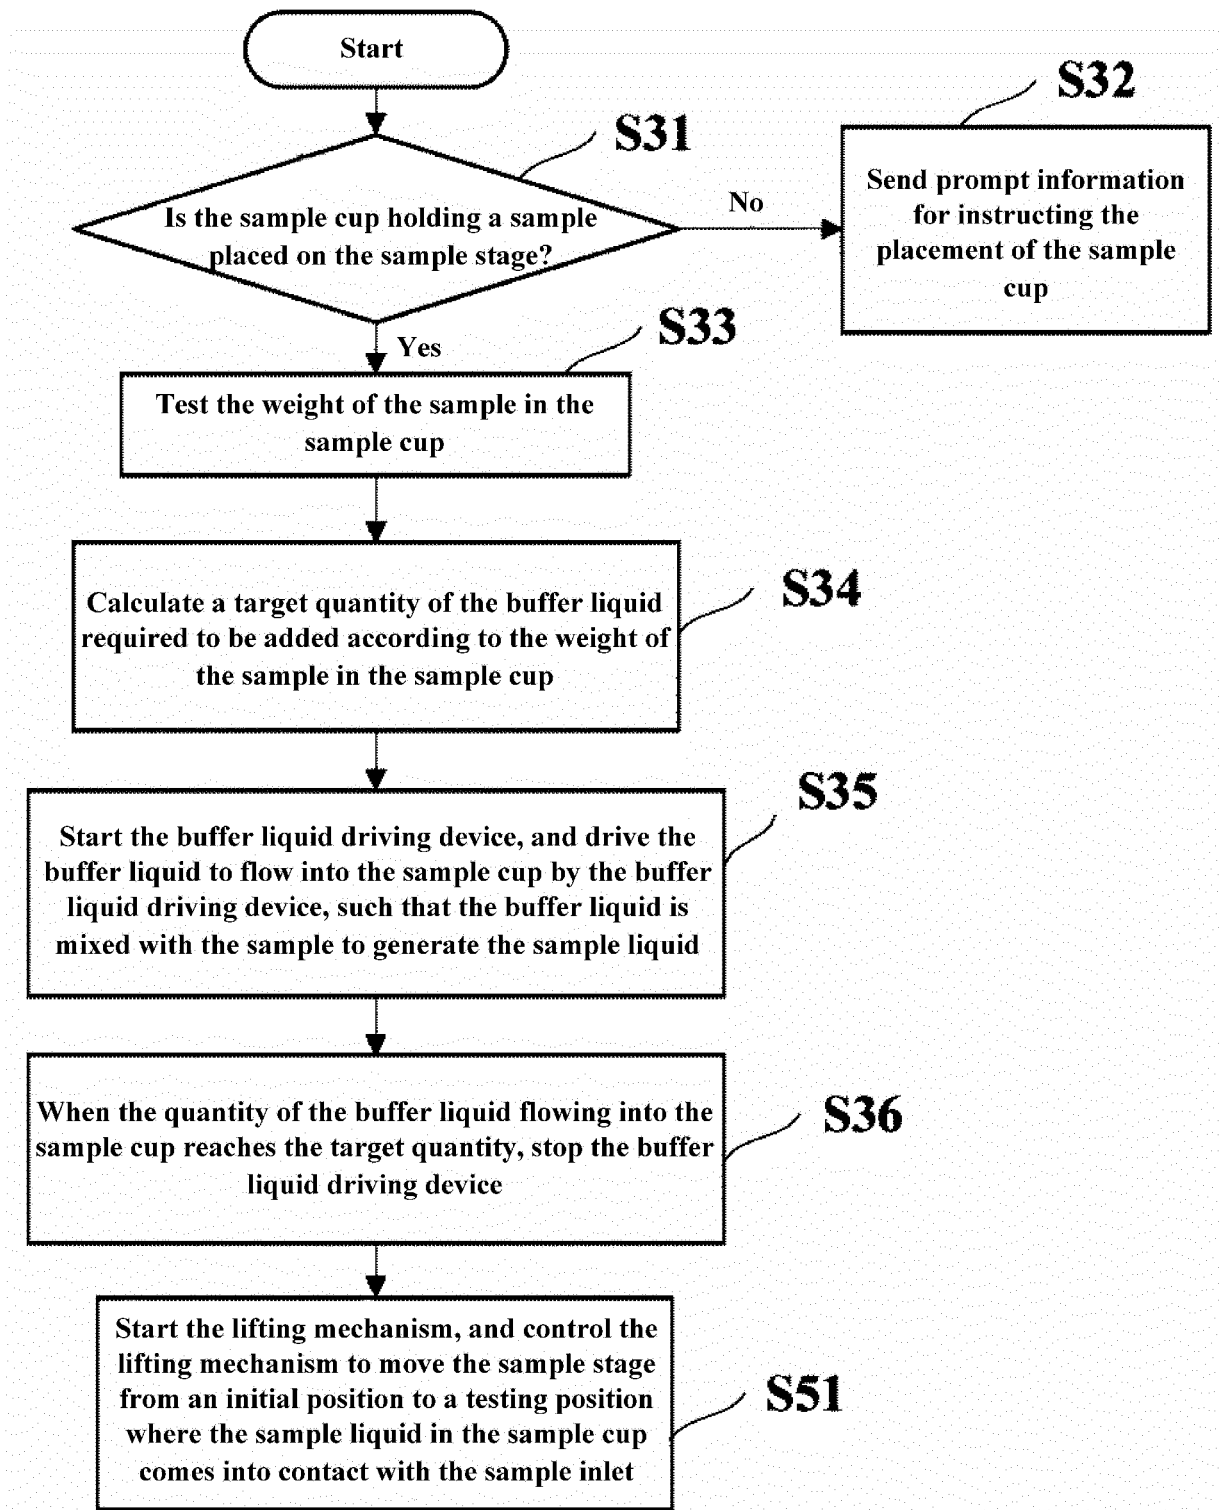 Start
S31
Is the sample cup holding a sample
placed on the sample stage?
No
S32
Send prompt information
for instructing the
placement of the sample
cup
Yes
S33
Test the weight of the sample in the
sample cup
S34
Calculate a target quantity of the buffer liquid
required to be added according to the weight of
the sample in the sample cup
S35
Start the buffer liquid driving device, and drive the
buffer liquid to flow into the sample cup by the buffer
liquid driving device, such that the buffer liquid is
mixed with the sample to generate the sample liquid
S36
When the quantity of the buffer liquid flowing into the
sample cup reaches the target quantity, stop the buffer
liquid driving device
S51
Start the lifting mechanism, and control the
lifting mechanism to move the sample stage
from an initial position to a testing position
where the sample liquid in the sample cup
comes into contact with the sample inlet